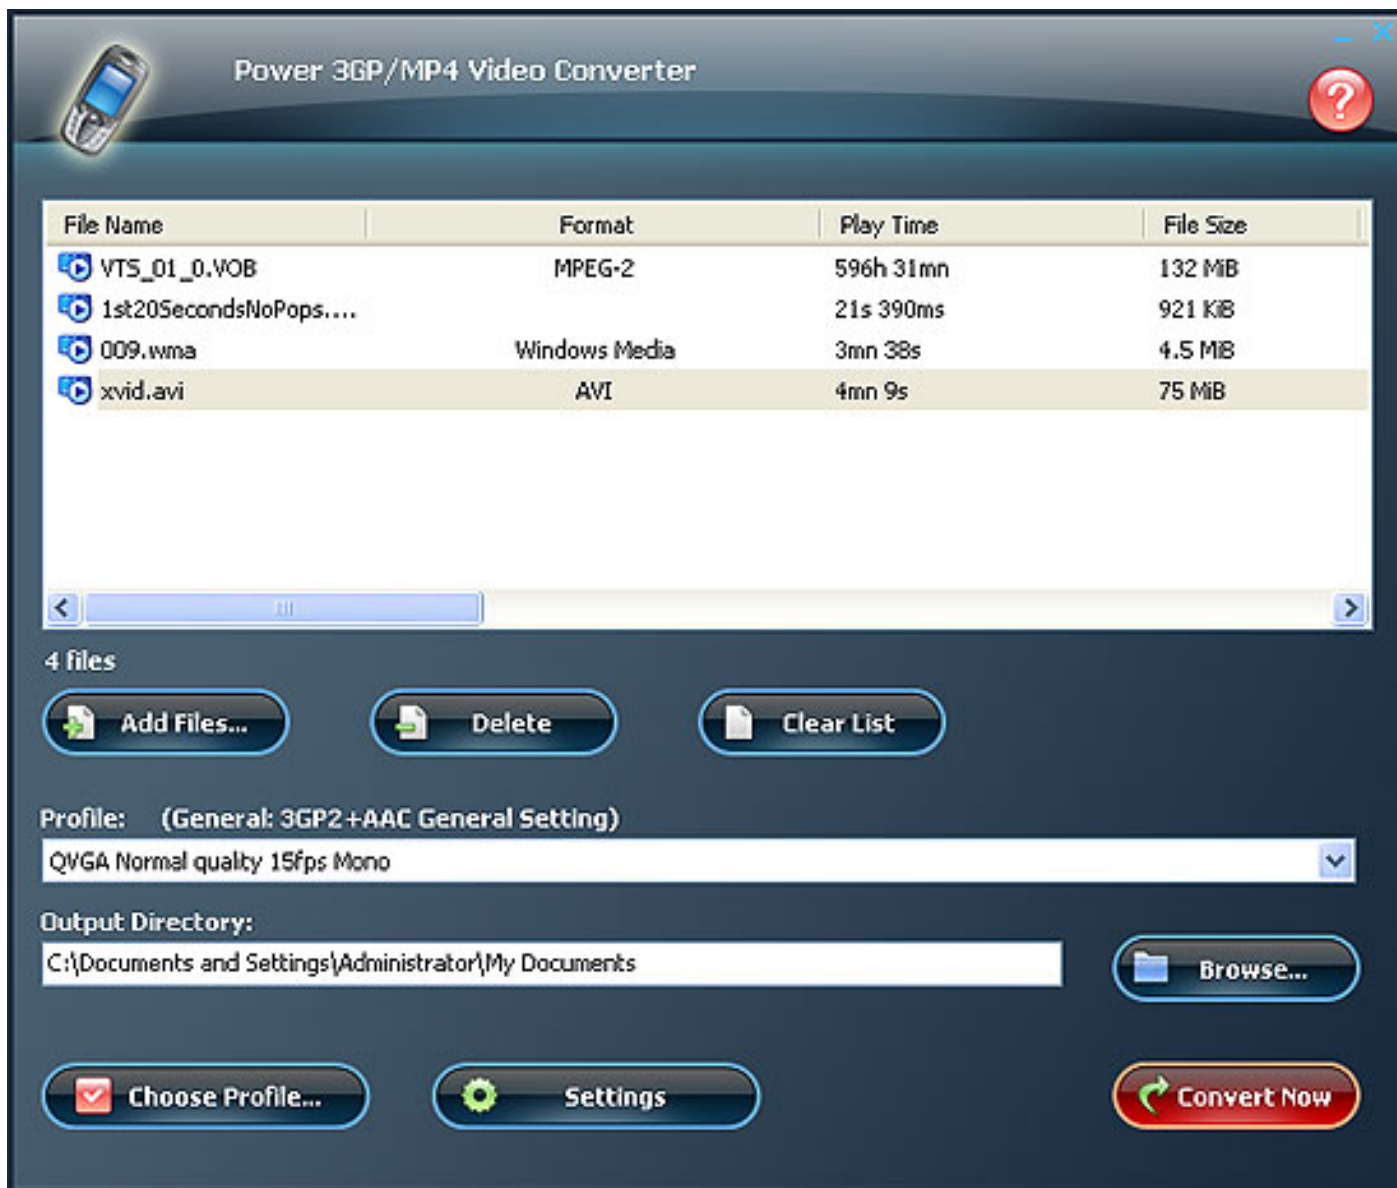 Power 3GP/MP4 Video Converter
?
File Name Format Play Time File Size
VTS_01_0.VOB MPEG-2 596h 31mn 132 MiB
1st20SecondsNoPops.... 21s 390ms 921 KiB
009.wma Windows Media 3mn 38s 4.5 MiB
xvid.avi AVI 4mn 9s 75 MiB
4 files
Add Files... Delete Clear List
Profile: (General: 3GP2+AAC General Setting)
QVGA Normal quality 15fps Mono
Output Directory:
C:\Documents and Settings\Administrator\My Documents
Browse...
Choose Profile... Settings Convert Now